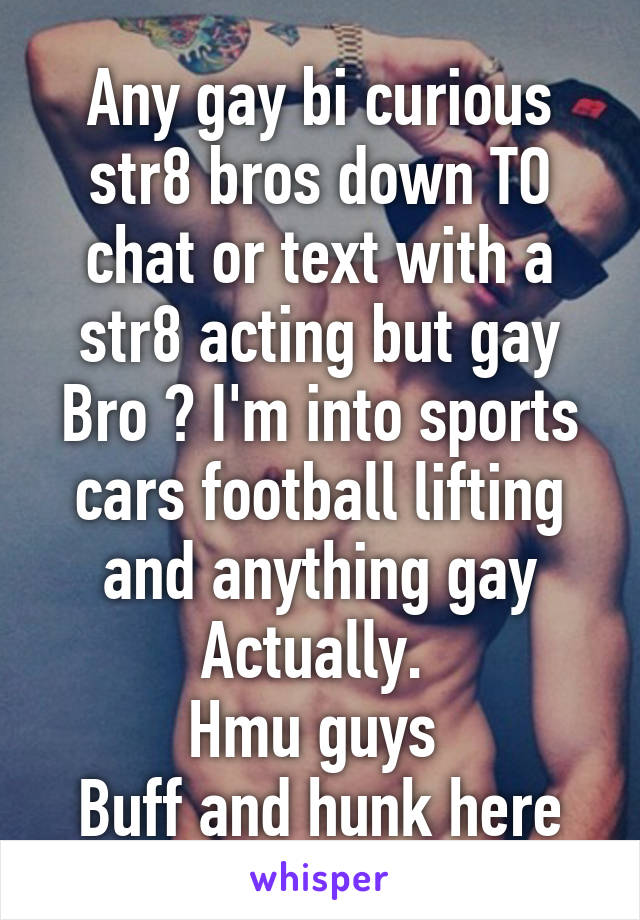 Any gay bi curious
str8 bros down TO
chat or text with a
str8 acting but gay
Bro ? I'm into sports
cars football lifting
and anything gay
Actually.
Hmu guys
Buff and hunk here
whisper